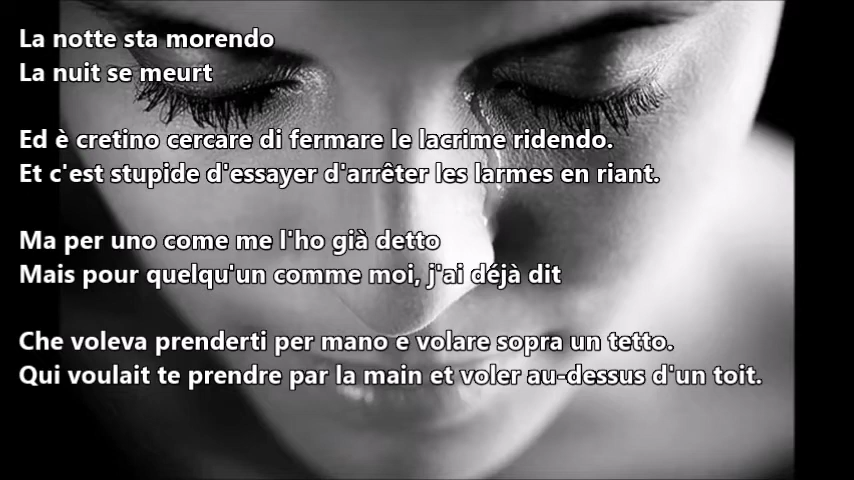 La notte sta morendo
La nuit se meurt
Ed è cretino cercare di fermare le lacrime ridendo.
Et c'est stupide d'essayer d'arrêter les larmes en riant.
Ma per uno come me l'ho già detto
Mais pour quelqu'un comme moi, j'ai déjà dit
Che voleva prenderti per mano e volare sopra un tetto.
Qui voulait te prendre par la main et voler au-dessus d'un toit.